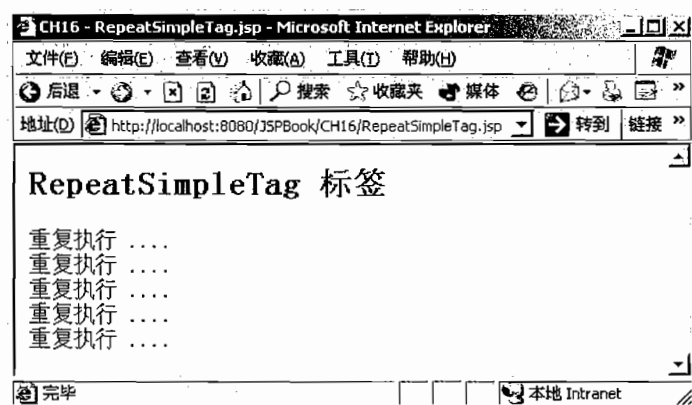 CH16 - RepeatSimpleTag.jsp - Microsoft Internet Explorer
文件(F) 编辑(E) 查看(V) 收藏(A) 工具(T) 帮助(H)
后退 搜索 收藏夹 媒体 »
地址(D) http://localhost:8080/JSPBook/CH16/RepeatSimpleTag.jsp 转到 链接 »
RepeatSimpleTag 标签
重复执行 ....
重复执行 ....
重复执行 ....
重复执行 ....
重复执行 ....
完毕 本地 Intranet